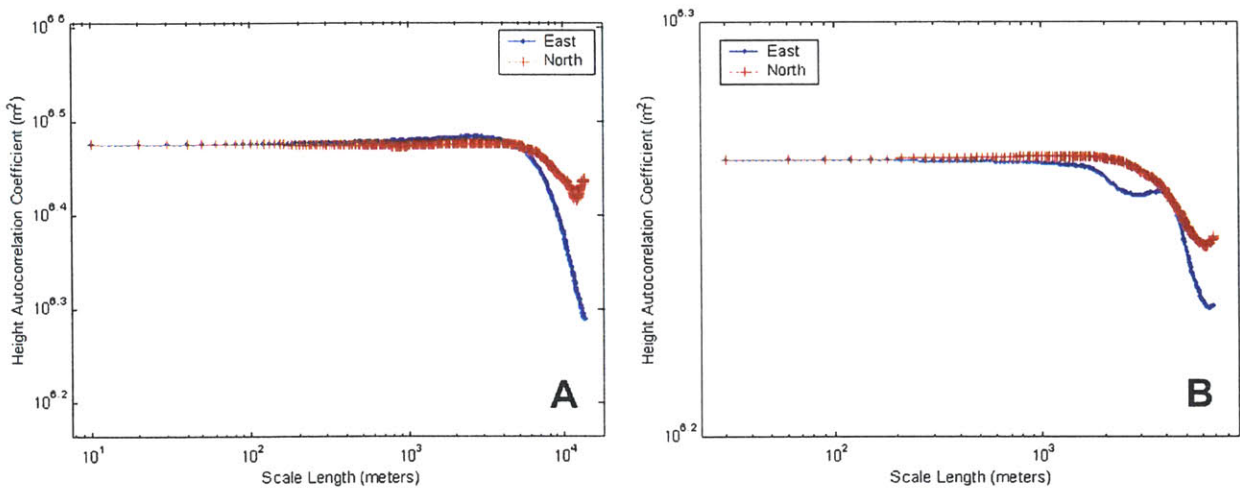 10^6.6
East
North
10^6.5
10^6.4
10^6.3
10^6.2
Height Autocorrelation Coefficient (m^2)
A
10^1
10^2
10^3
10^4
Scale Length (meters)
10^6.3
East
North
Height Autocorrelation Coefficient (m^2)
B
10^6.2
10^2
10^3
Scale Length (meters)